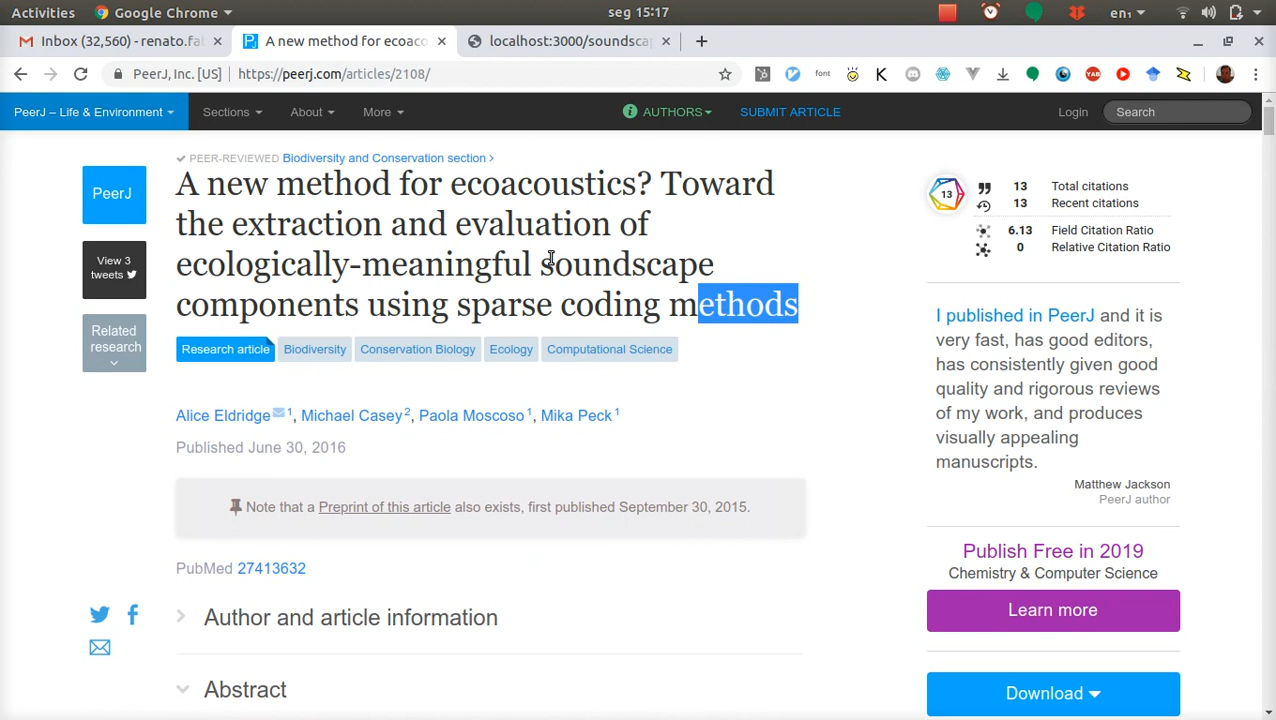 Activities Google Chrome seg 15:17 en₁
Inbox (32,560) - renato.fal A new method for ecoaco localhost:3000/soundsca
PeerJ, Inc. [US] https://peerj.com/articles/2108/ font K YAB
PeerJ – Life & Environment Sections About More AUTHORS SUBMIT ARTICLE Login Search
PEER-REVIEWED Biodiversity and Conservation section
PeerJ
A new method for ecoacoustics? Toward
the extraction and evaluation of
ecologically-meaningful soundscape
components using sparse coding methods
View 3
tweets
Related
research
Research article Biodiversity Conservation Biology Ecology Computational Science
Alice Eldridge 1, Michael Casey 2, Paola Moscoso 1, Mika Peck 1
Published June 30, 2016
Note that a Preprint of this article also exists, first published September 30, 2015.
PubMed 27413632
Author and article information
Abstract
13
13 Total citations
13 Recent citations
6.13 Field Citation Ratio
0 Relative Citation Ratio
I published in PeerJ and it is
very fast, has good editors,
has consistently given good
quality and rigorous reviews
of my work, and produces
visually appealing
manuscripts.
Matthew Jackson
PeerJ author
Publish Free in 2019
Chemistry & Computer Science
Learn more
Download